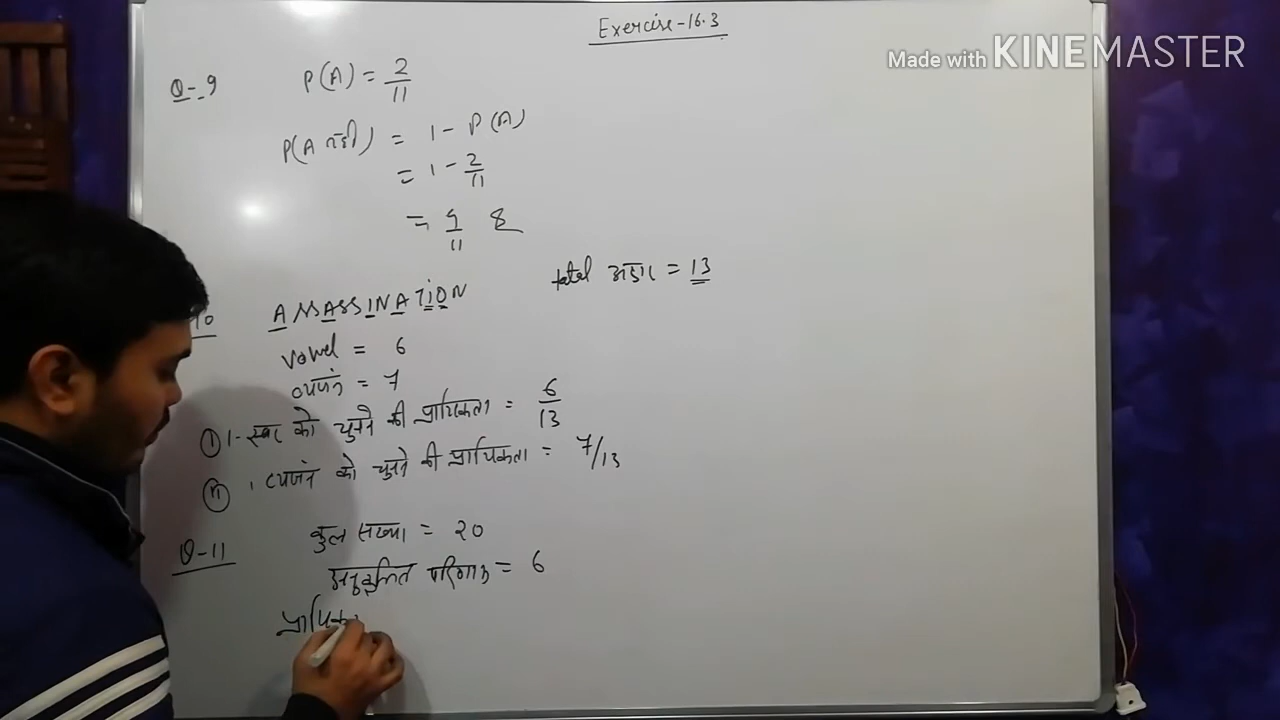 Exercise-16.3
Made with KINEMASTER
Q-9 P(A) = 2/11
P(A नहीं) = 1 - P(A)
= 1 - 2/11
= 9/11
total अक्षर = 13
10 ASSASSINATION
Vowel = 6
व्यंजन = 7
① 1- स्वर को चुनने की प्रायिकता = 6/13
व्यंजन को चुनने की प्रायिकता = 7/13
Q-11 कुल संख्या = 20
अनुकूलित परिणाम = 6
प्रायिक